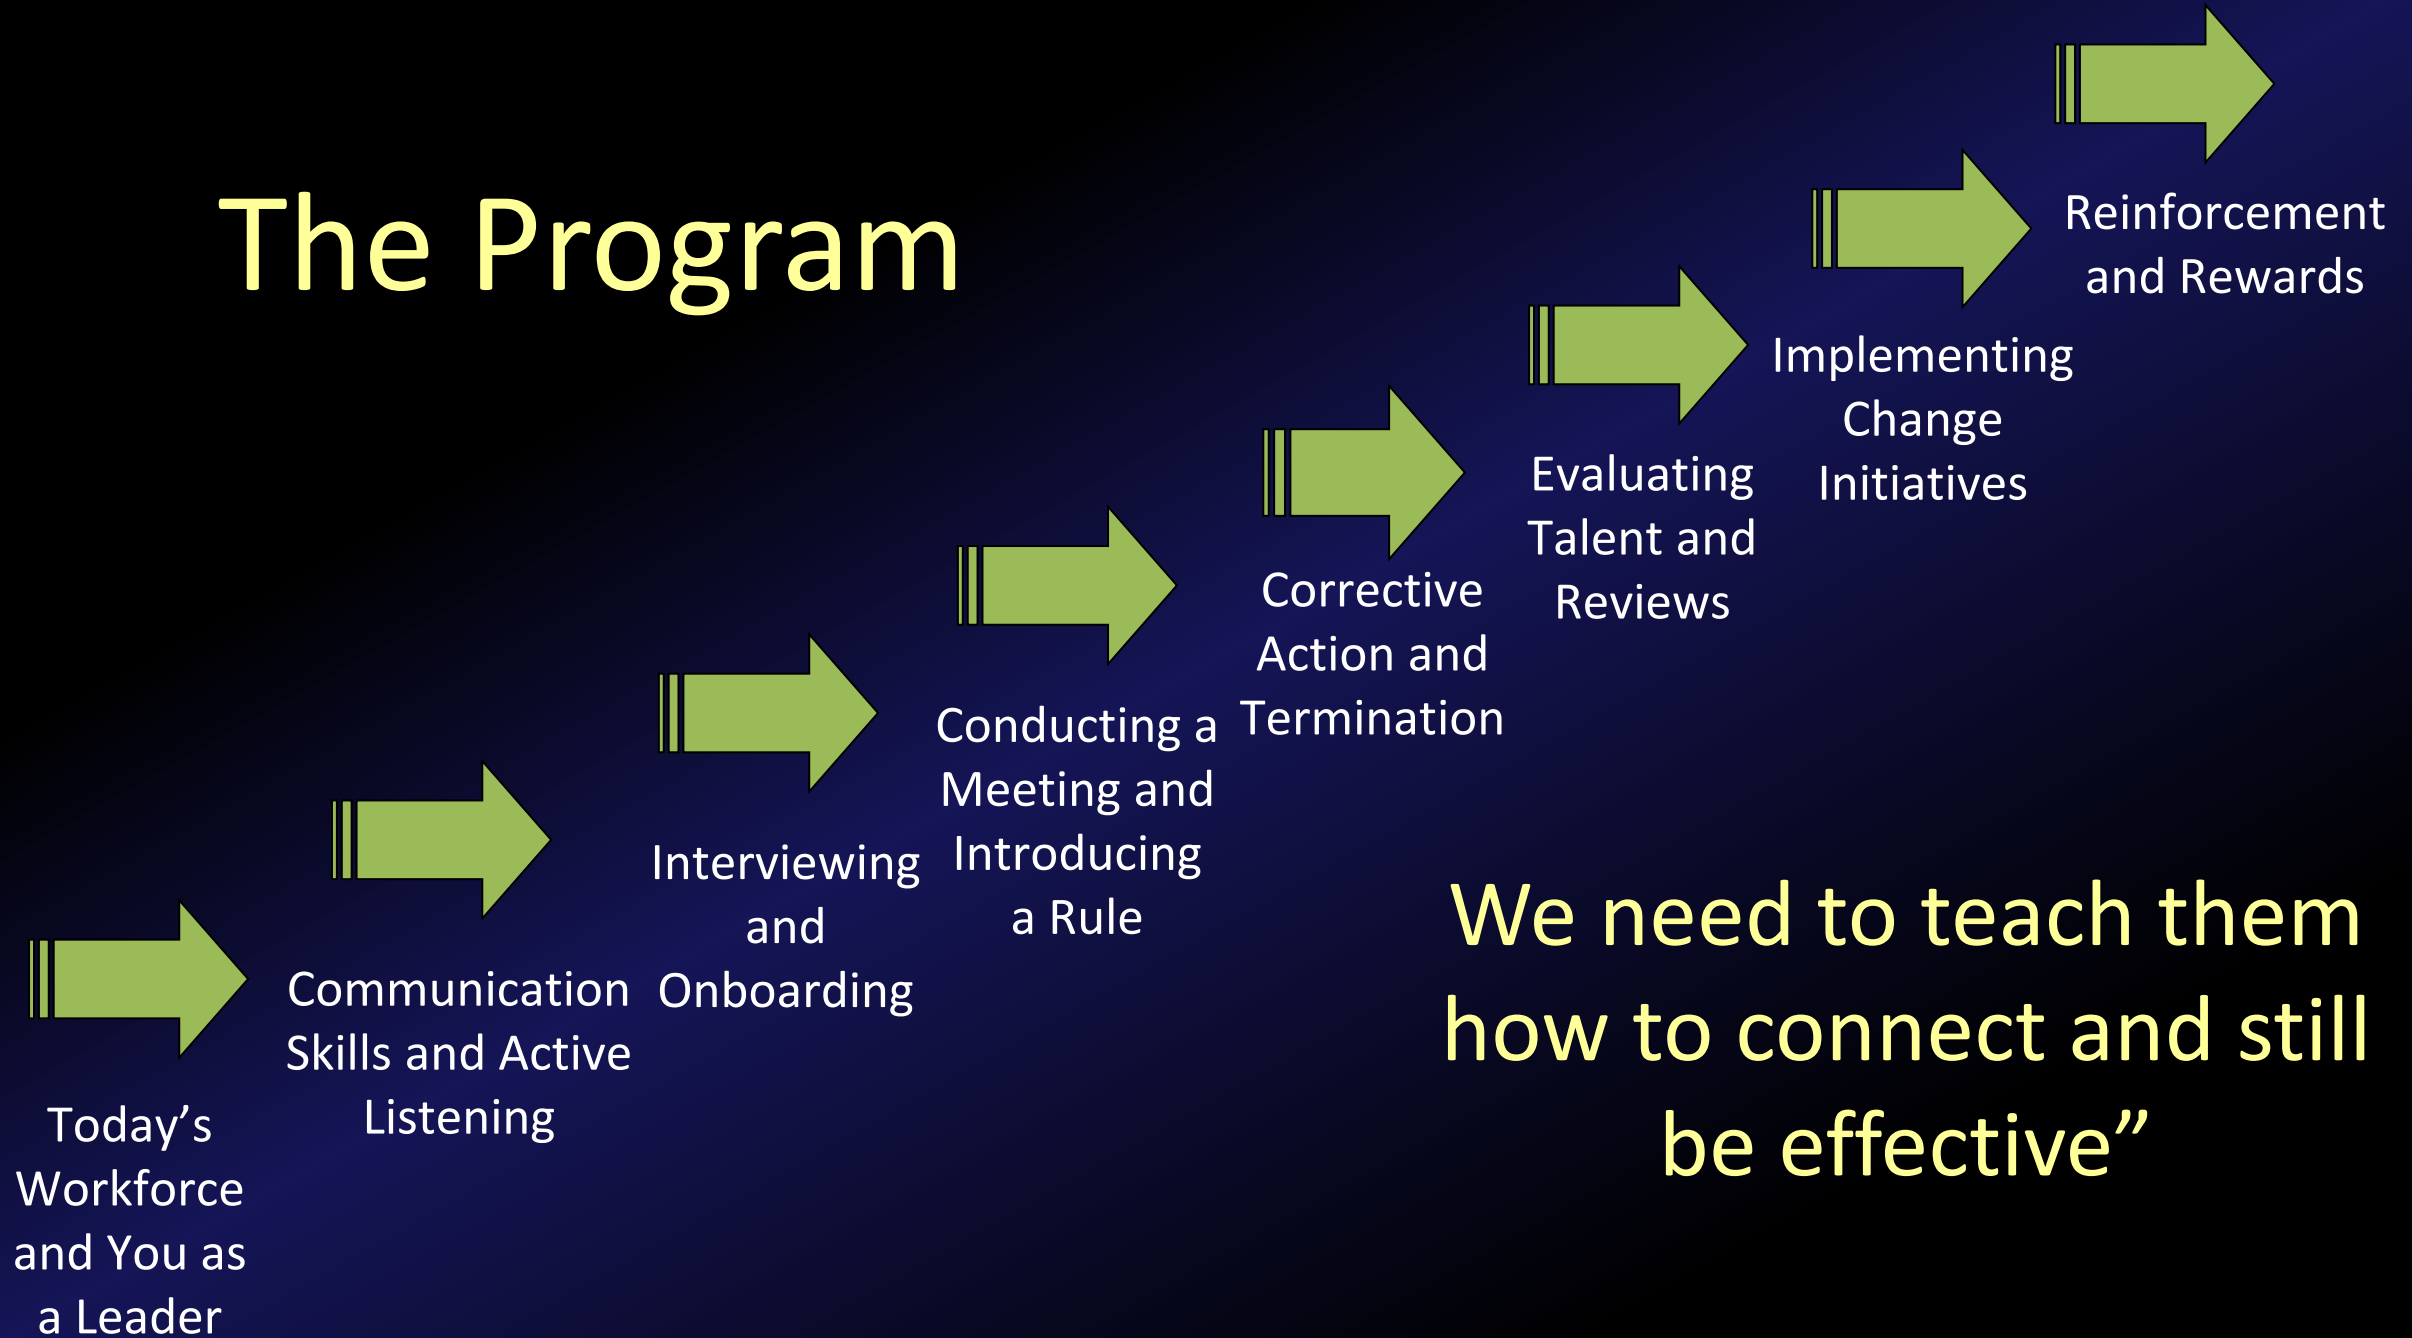 The Program
Today’s
Workforce
and You as
a Leader
Communication
Skills and Active
Listening
Interviewing
and
Onboarding
Conducting a
Meeting and
Introducing
a Rule
Corrective
Action and
Termination
Evaluating
Talent and
Reviews
Implementing
Change
Initiatives
Reinforcement
and Rewards
We need to teach them
how to connect and still
be effective”